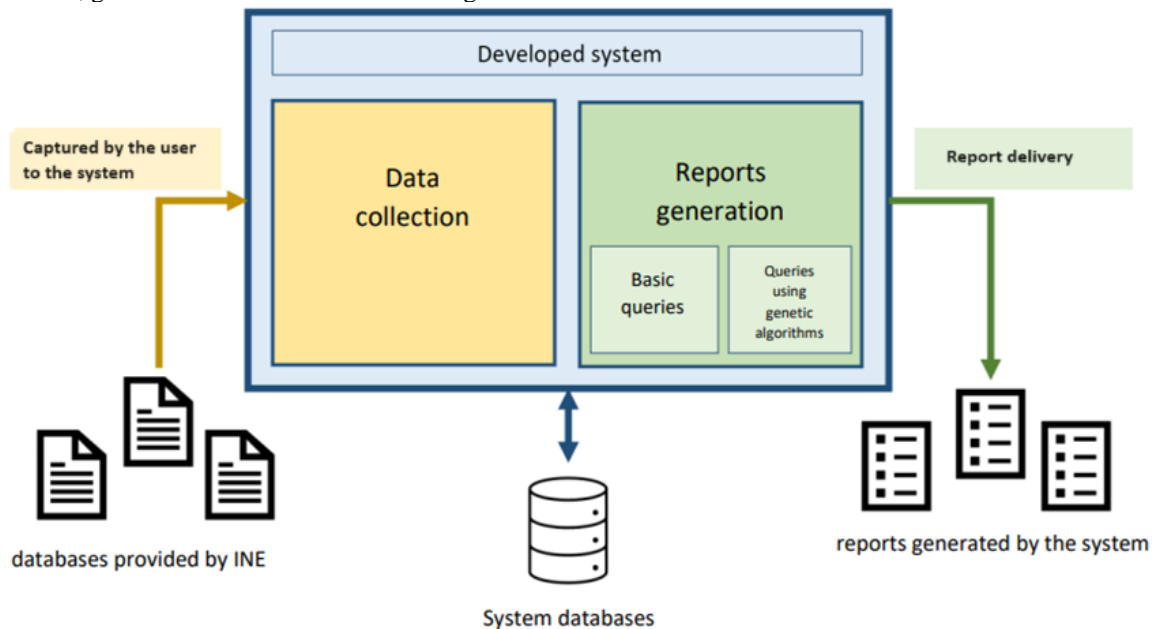 Developed system
Captured by the user
to the system
Data
collection
Reports
generation
Basic
queries
Queries
using
genetic
algorithms
Report delivery
databases provided by INE
System databases
reports generated by the system